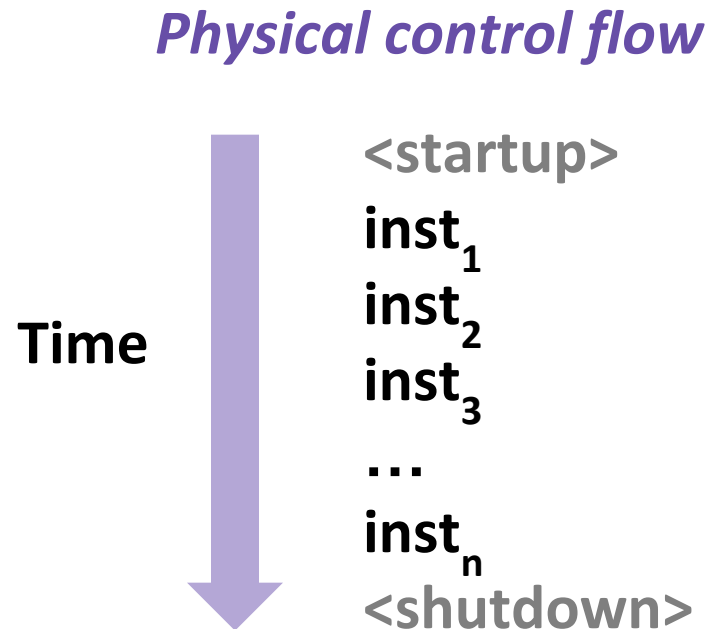 Physical control flow
<startup>
inst₁
inst₂
Time
inst₃
…
instₙ
<shutdown>